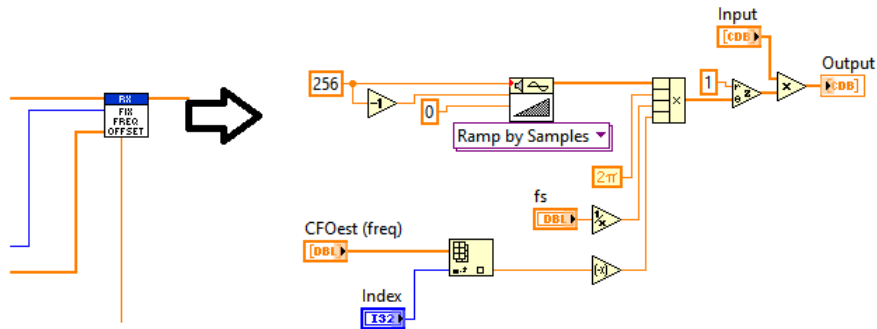 RX
FIX
FREQ
OFFSET
Input
[CDB]
Output
[CDB]
256
-1
0
Ramp by Samples
1
r
θ
z
x
x
2π
fs
DBL
1/x
CFOest (freq)
[DBL]
(-x)
Index
I32